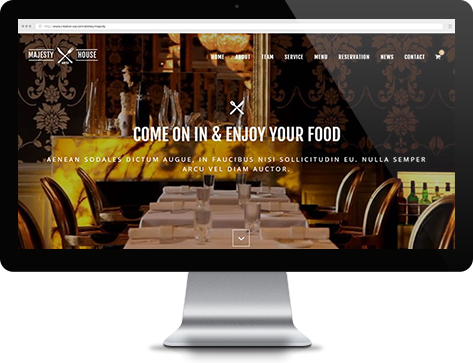 MAJESTY HOUSE
HOME ABOUT TEAM SERVICE MENU RESERVATION NEWS CONTACT
COME ON IN & ENJOY YOUR FOOD
AENEAN SODALES DICTUM AUGUE, IN FAUCIBUS NISI SOLLICITUDIN EU. NULLA SEMPER
ARCU VEL DIAM AUCTOR.